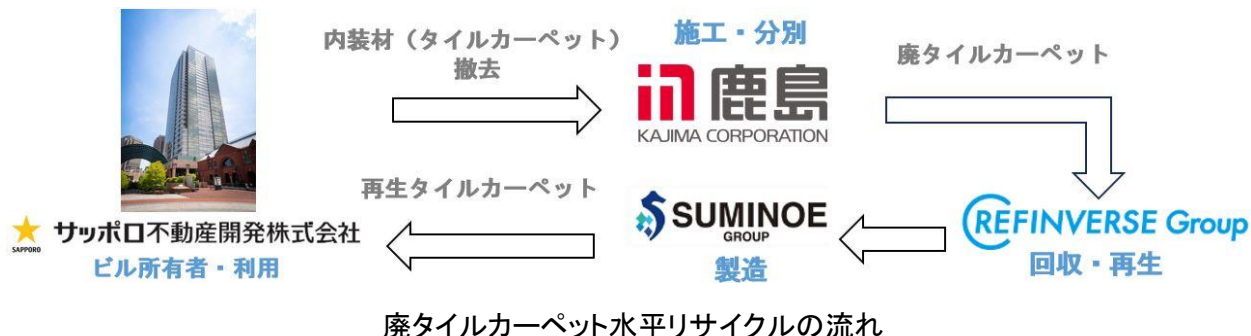 内装材（タイルカーペット）
撤去
施工・分別
鹿島
KAJIMA CORPORATION
廃タイルカーペット
再生タイルカーペット
SAPPORO
サッポロ不動産開発株式会社
ビル所有者・利用
SUMINOE
GROUP
製造
REFINVERSE Group
回収・再生
廃タイルカーペット水平リサイクルの流れ